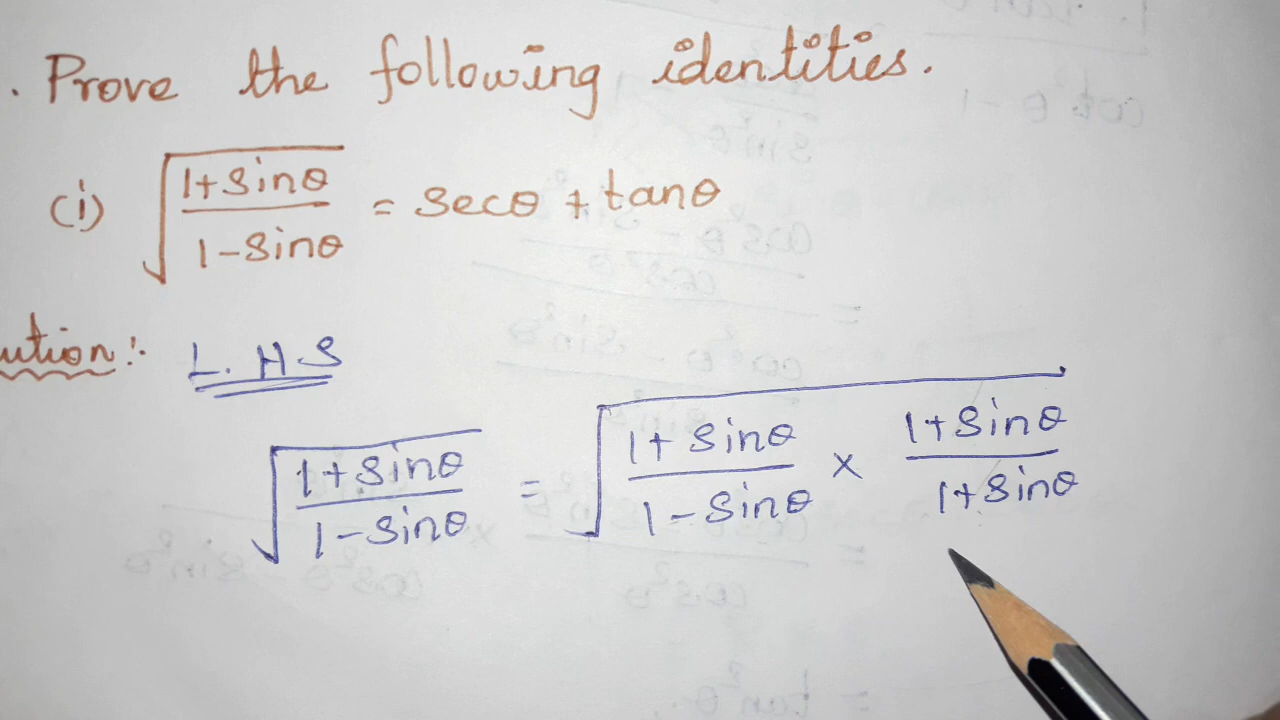 . Prove the following identities.
(i) √((1+Sinθ)/(1-Sinθ)) = Secθ + tanθ
ution:-
L.H.S
√((1+Sinθ)/(1-Sinθ)) = √((1+Sinθ)/(1-Sinθ) × (1+Sinθ)/(1+Sinθ))